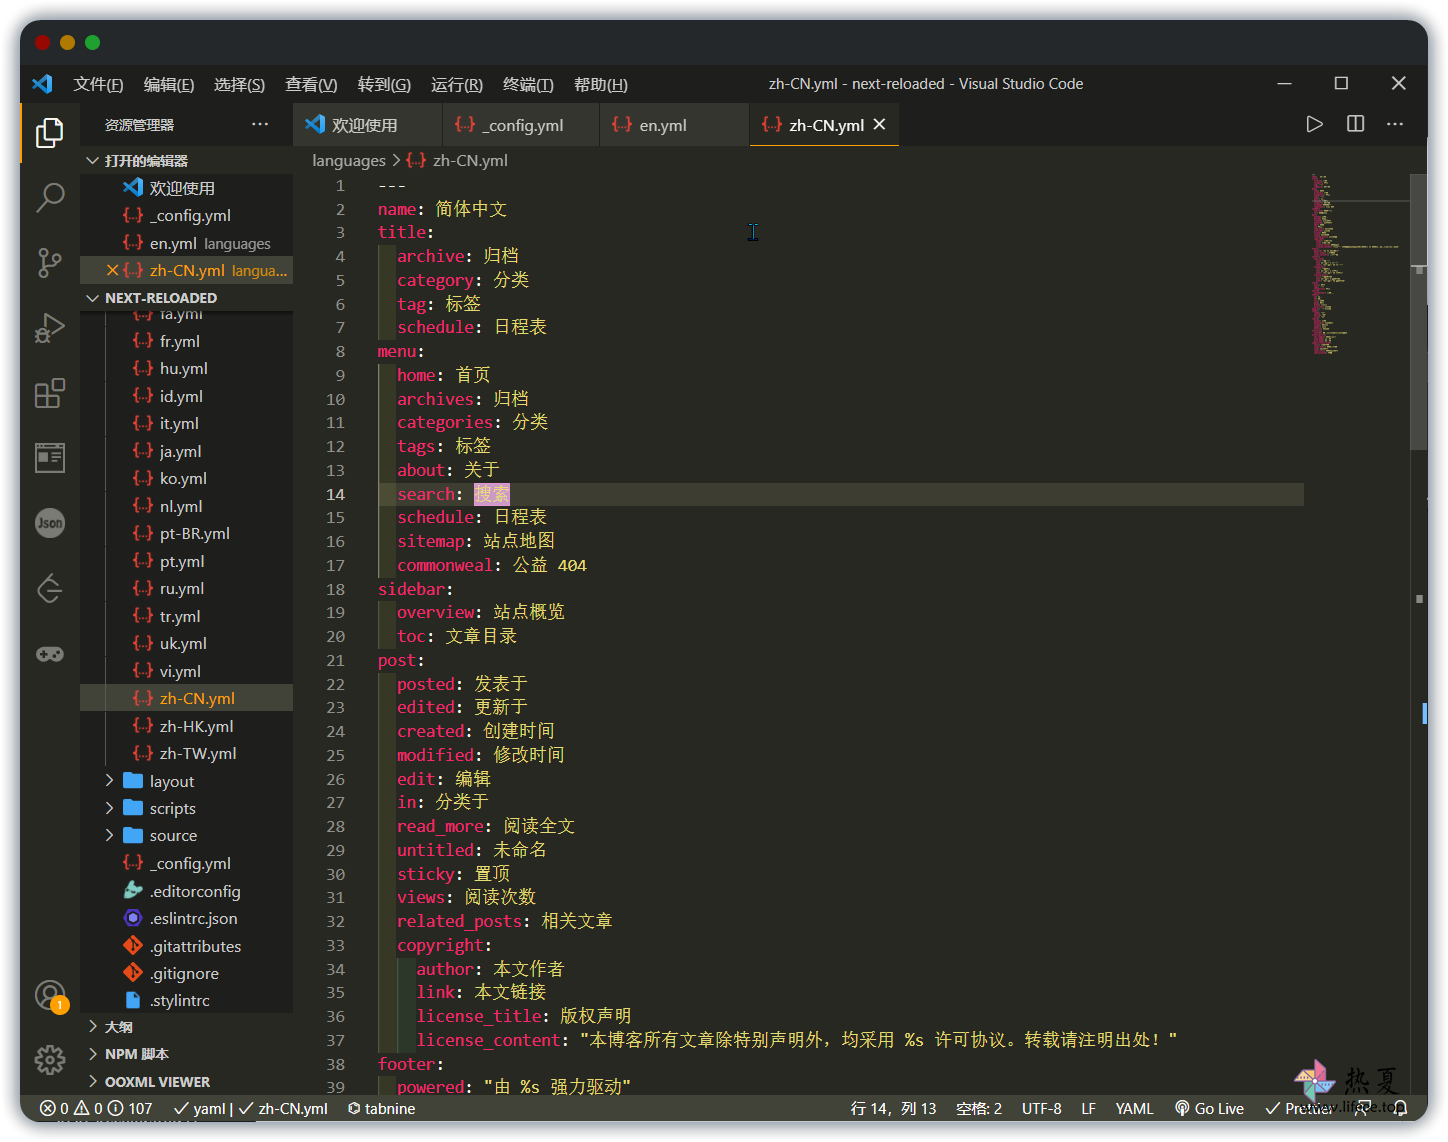 文件(F) 编辑(E) 选择(S) 查看(V) 转到(G) 运行(R) 终端(T) 帮助(H) zh-CN.yml - next-reloaded - Visual Studio Code
资源管理器
欢迎使用 _config.yml en.yml zh-CN.yml
打开的编辑器
欢迎使用
_config.yml
en.yml languages
zh-CN.yml langua...
NEXT-RELOADED
fa.yml
fr.yml
hu.yml
id.yml
it.yml
ja.yml
ko.yml
nl.yml
pt-BR.yml
pt.yml
ru.yml
tr.yml
uk.yml
vi.yml
zh-CN.yml
zh-HK.yml
zh-TW.yml
layout
scripts
source
_config.yml
.editorconfig
.eslintrc.json
.gitattributes
.gitignore
.stylintrc
大纲
NPM 脚本
OOXML VIEWER
Json
1
languages > zh-CN.yml
1 ---
2 name: 简体中文
3 title:
4 archive: 归档
5 category: 分类
6 tag: 标签
7 schedule: 日程表
8 menu:
9 home: 首页
10 archives: 归档
11 categories: 分类
12 tags: 标签
13 about: 关于
14 search: 搜索
15 schedule: 日程表
16 sitemap: 站点地图
17 commonweal: 公益 404
18 sidebar:
19 overview: 站点概览
20 toc: 文章目录
21 post:
22 posted: 发表于
23 edited: 更新于
24 created: 创建时间
25 modified: 修改时间
26 edit: 编辑
27 in: 分类于
28 read_more: 阅读全文
29 untitled: 未命名
30 sticky: 置顶
31 views: 阅读次数
32 related_posts: 相关文章
33 copyright:
34 author: 本文作者
35 link: 本文链接
36 license_title: 版权声明
37 license_content: "本博客所有文章除特别声明外，均采用 %s 许可协议。转载请注明出处！"
38 footer:
39 powered: "由 %s 强力驱动"
热夏
0 0 107 yaml | zh-CN.yml tabnine 行 14，列 13 空格: 2 UTF-8 LF YAML Go Live